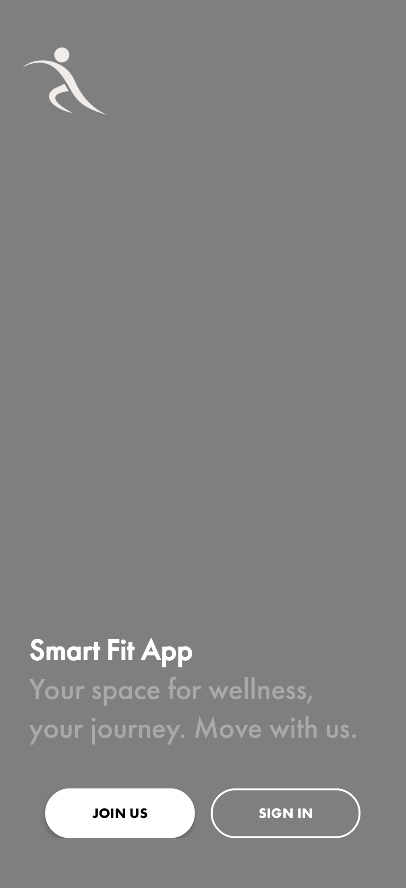 Smart Fit App
Your space for wellness,
your journey. Move with us.
JOIN US
SIGN IN